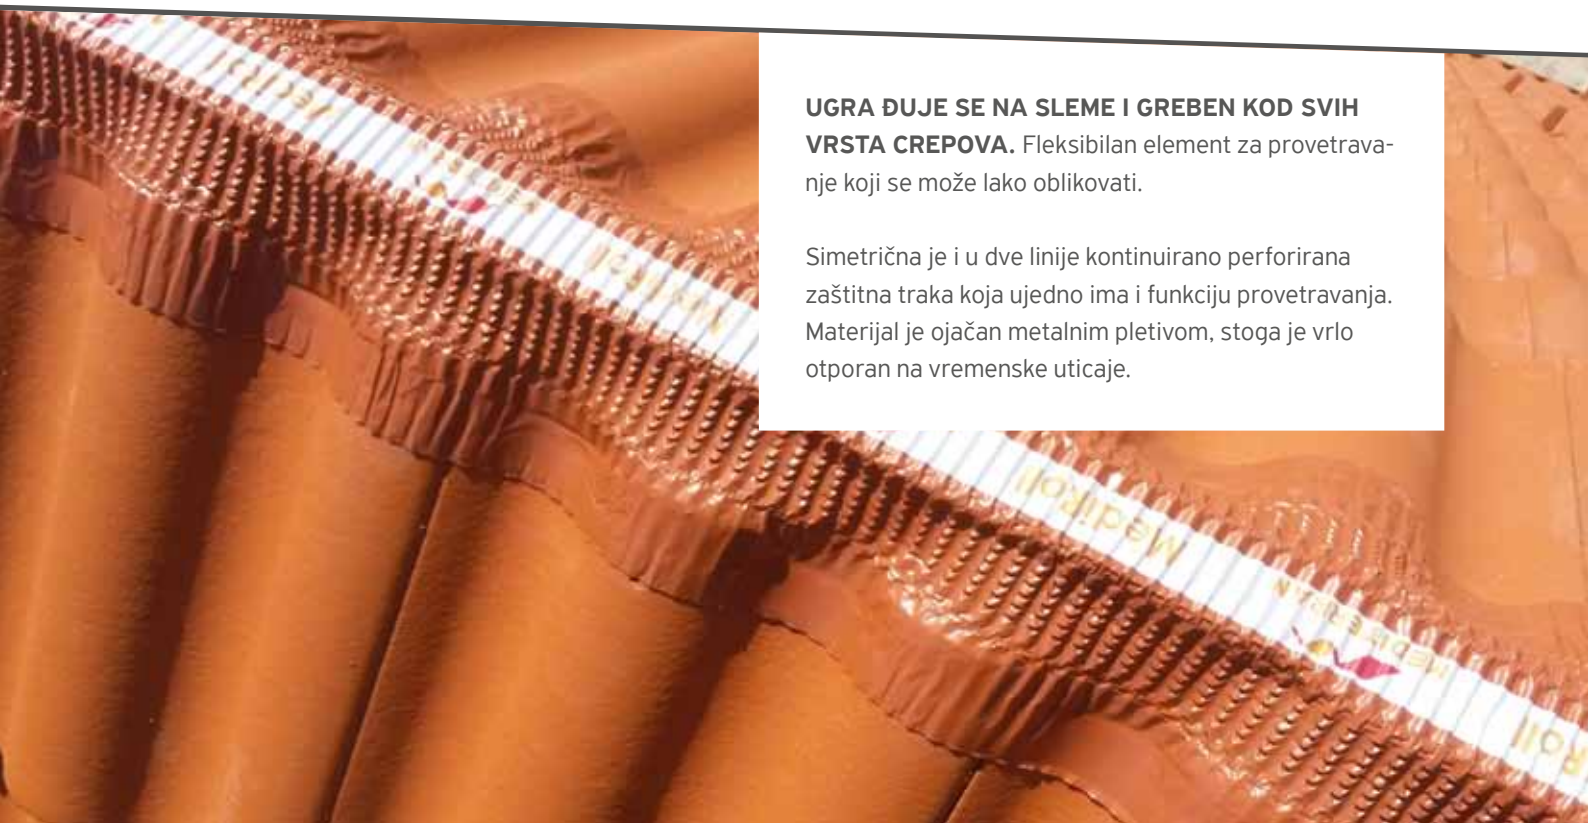 UGRA ĐUJE SE NA SLEME I GREBEN KOD SVIH
VRSTA CREPOVA. Fleksibilan element za provetrava-
nje koji se može lako oblikovati.
Simetrična je i u dve linije kontinuirano perforirana
zaštitna traka koja ujedno ima i funkciju provetravanja.
Materijal je ojačan metalnim pletivom, stoga je vrlo
otporan na vremenske uticaje.
MediRoll
MEDITERRAN
Roll